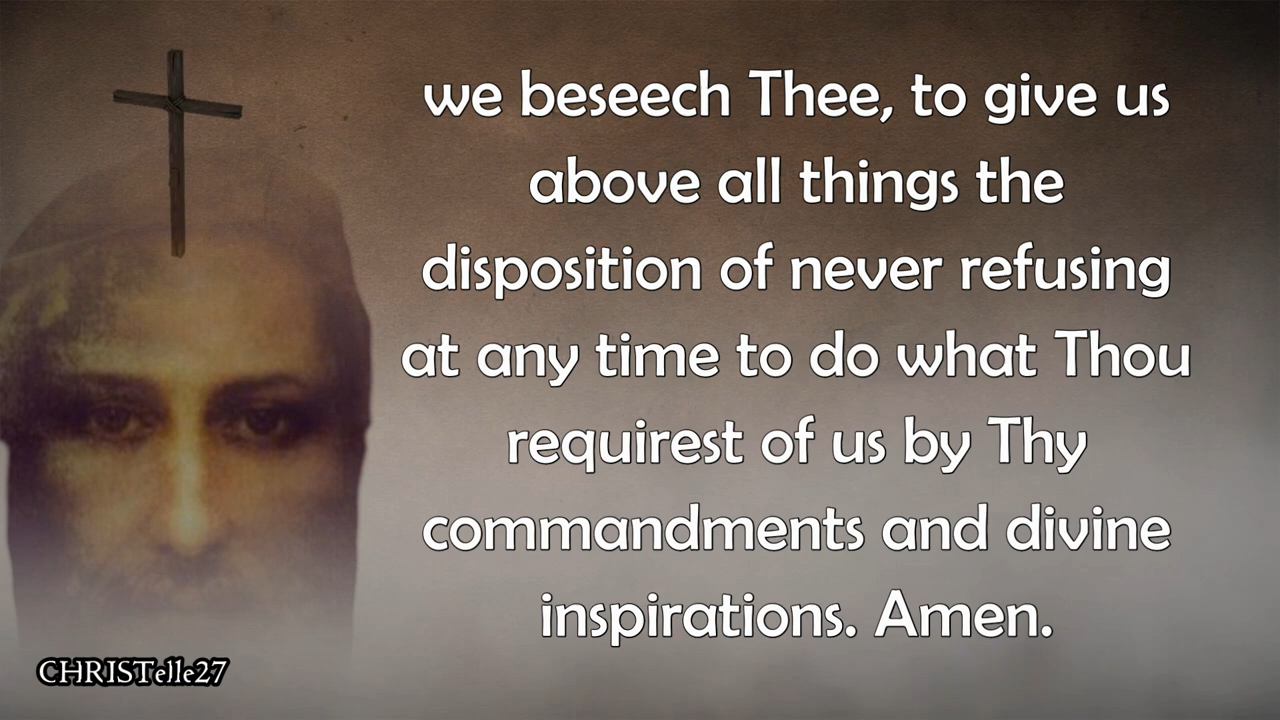 we beseech Thee, to give us
above all things the
disposition of never refusing
at any time to do what Thou
requirest of us by Thy
commandments and divine
inspirations. Amen.
CHRISTelle27